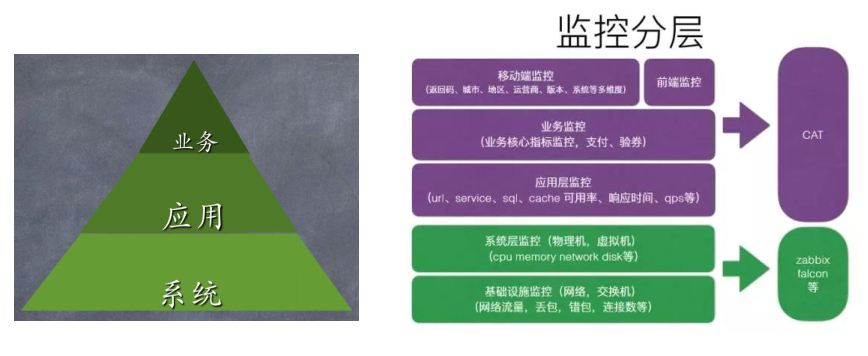 业务
应用
系统
监控分层
移动端监控
(返回码、城市、地区、运营商、版本、系统等多维度)
前端监控
业务监控
(业务核心指标监控，支付、验券)
应用层监控
(url、service、sql、cache 可用率、响应时间、qps等)
CAT
系统层监控（物理机，虚拟机）
(cpu memory network disk等)
基础设施监控（网络，交换机）
(网络流量，丢包，错包，连接数等)
zabbix
falcon
等